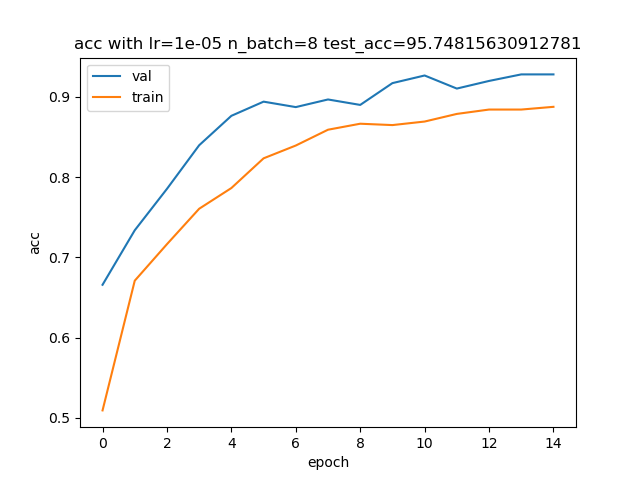 acc with lr=1e-05 n_batch=8 test_acc=95.74815630912781
val
train
0.9
0.8
0.7
0.6
0.5
acc
0 2 4 6 8 10 12 14
epoch